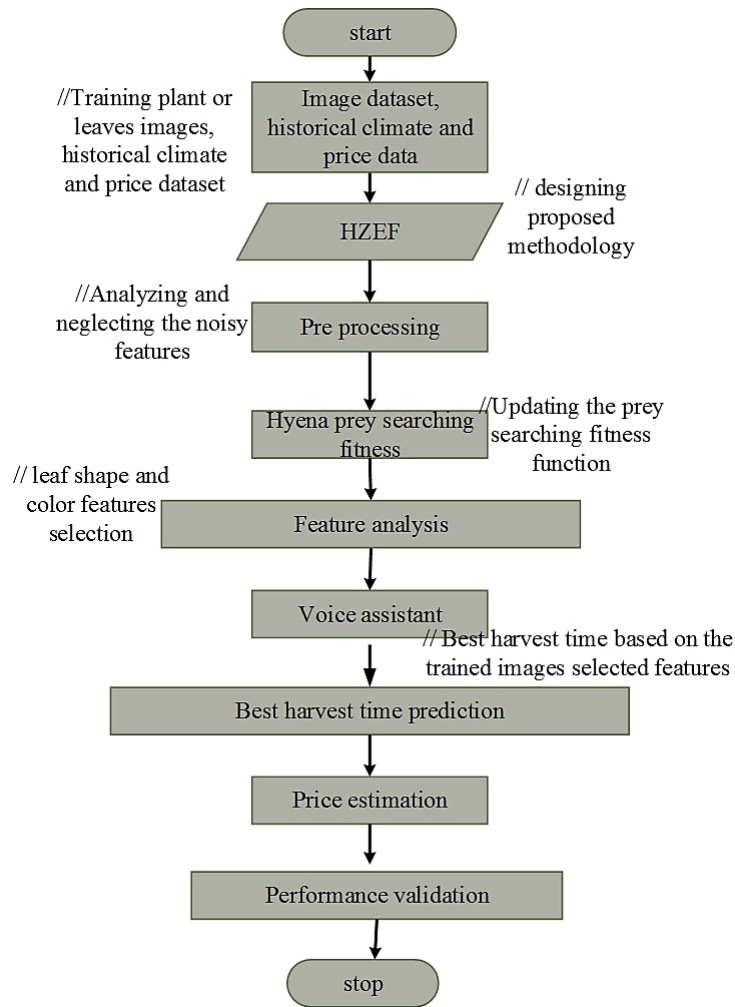 start
//Training plant or
leaves images,
historical climate
and price dataset
Image dataset,
historical climate and
price data
// designing
proposed
methodology
HZEF
//Analyzing and
neglecting the noisy
features
Pre processing
Hyena prey searching
fitness
//Updating the prey
searching fitness
function
// leaf shape and
color features
selection
Feature analysis
Voice assistant
// Best harvest time based on the
trained images selected features
Best harvest time prediction
Price estimation
Performance validation
stop